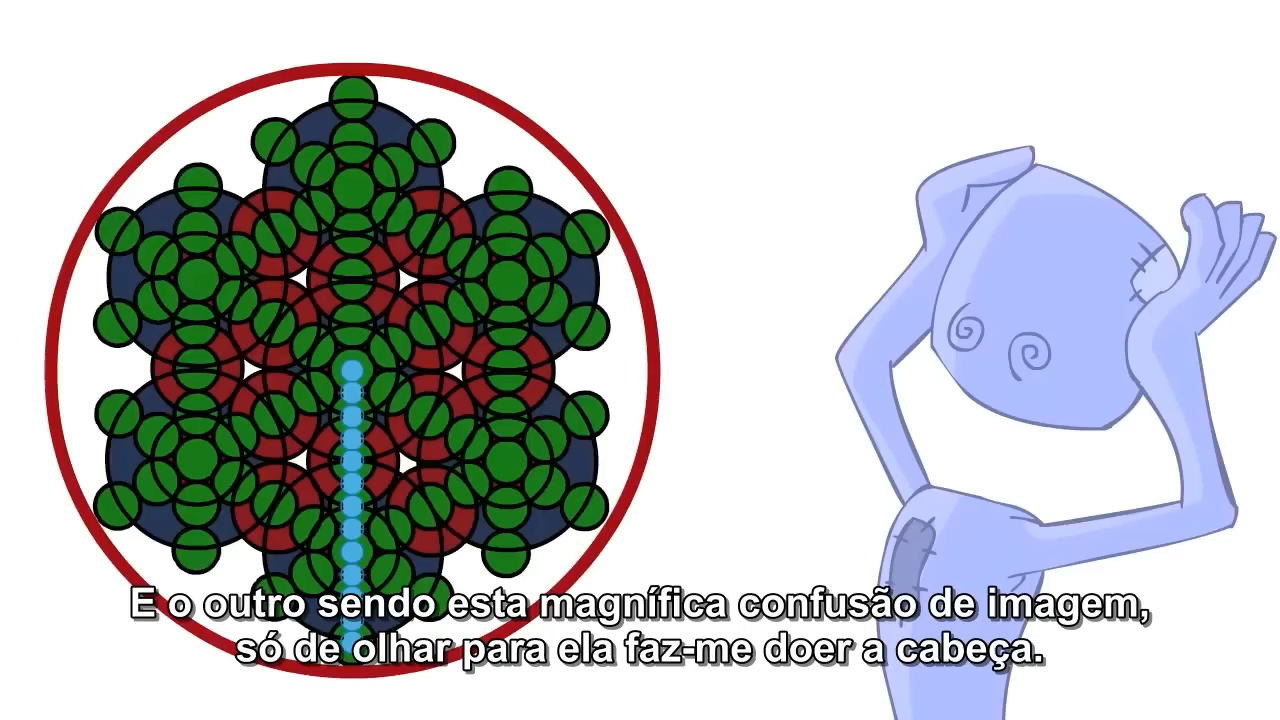 E o outro sendo esta magnífica confusão de imagem,
só de olhar para ela faz-me doer a cabeça.